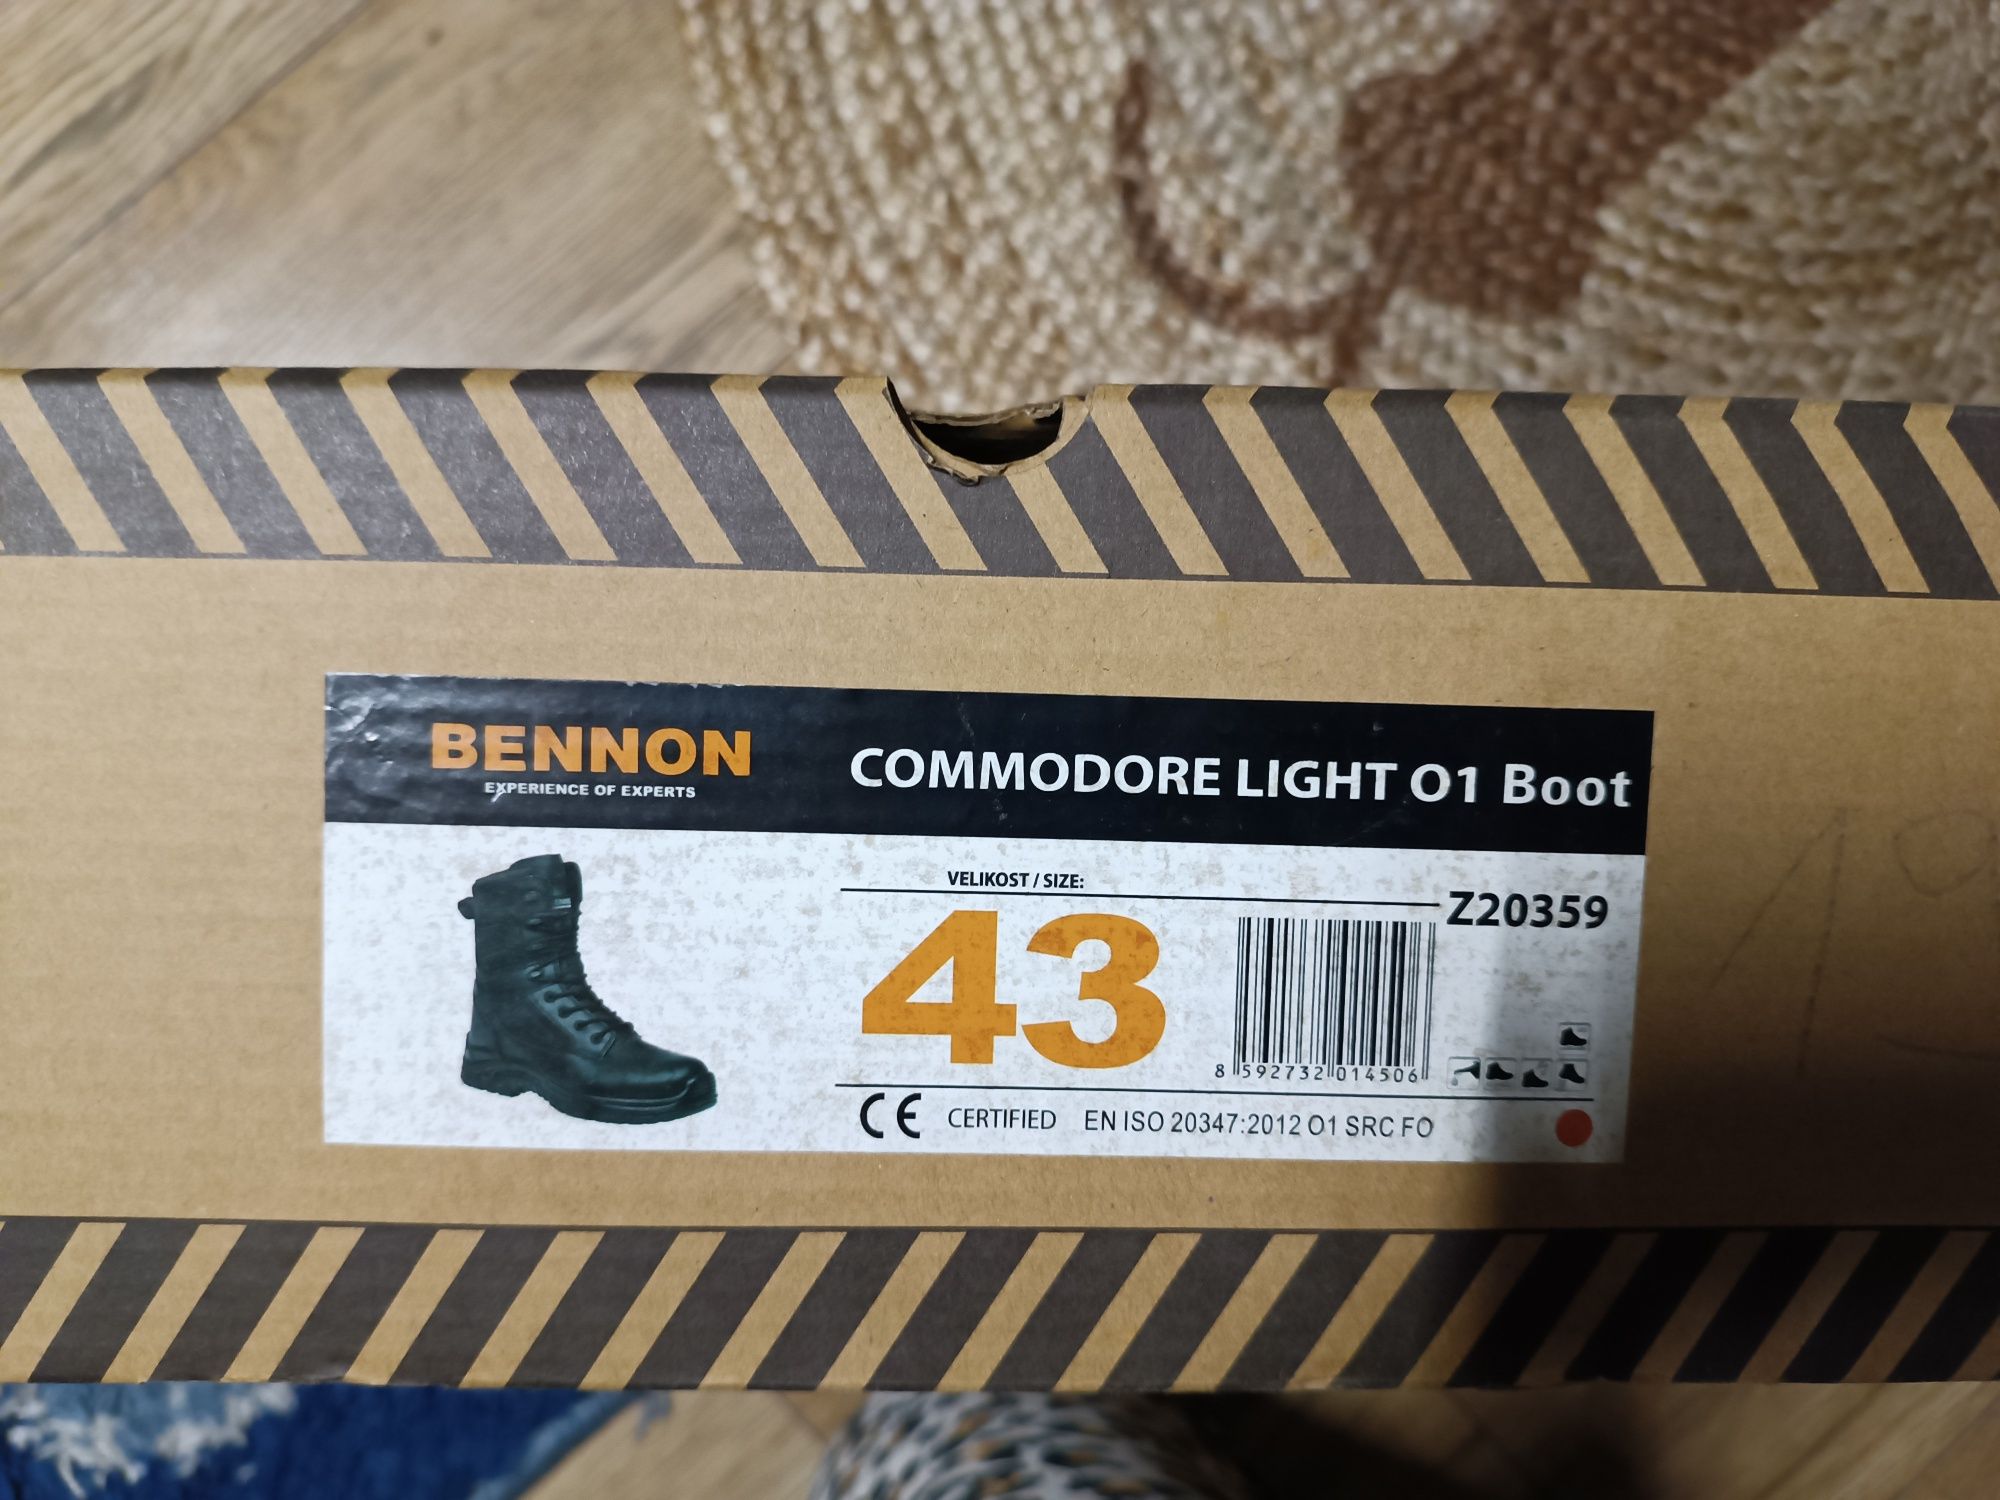 BENNON
EXPERIENCE OF EXPERTS
COMMODORE LIGHT O1 Boot
VELIKOST / SIZE:
43
Z20359
8 592732 014506
CE CERTIFIED EN ISO 20347:2012 O1 SRC FO